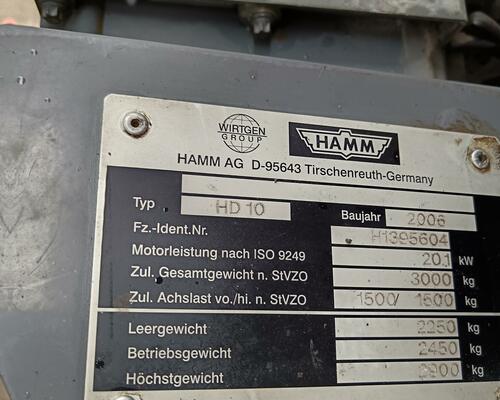 WIRTGEN
GROUP
HAMM
HAMM AG D-95643 Tirschenreuth-Germany
Typ HD 10 Baujahr 2006
Fz.-Ident.Nr. H1395604
Motorleistung nach ISO 9249 20.1 kW
Zul. Gesamtgewicht n. StVZO 3000 kg
Zul. Achslast vo./hi. n. StVZO 1500/ 1500 kg
Leergewicht 2250 kg
Betriebsgewicht 2450 kg
Höchstgewicht 2900 kg